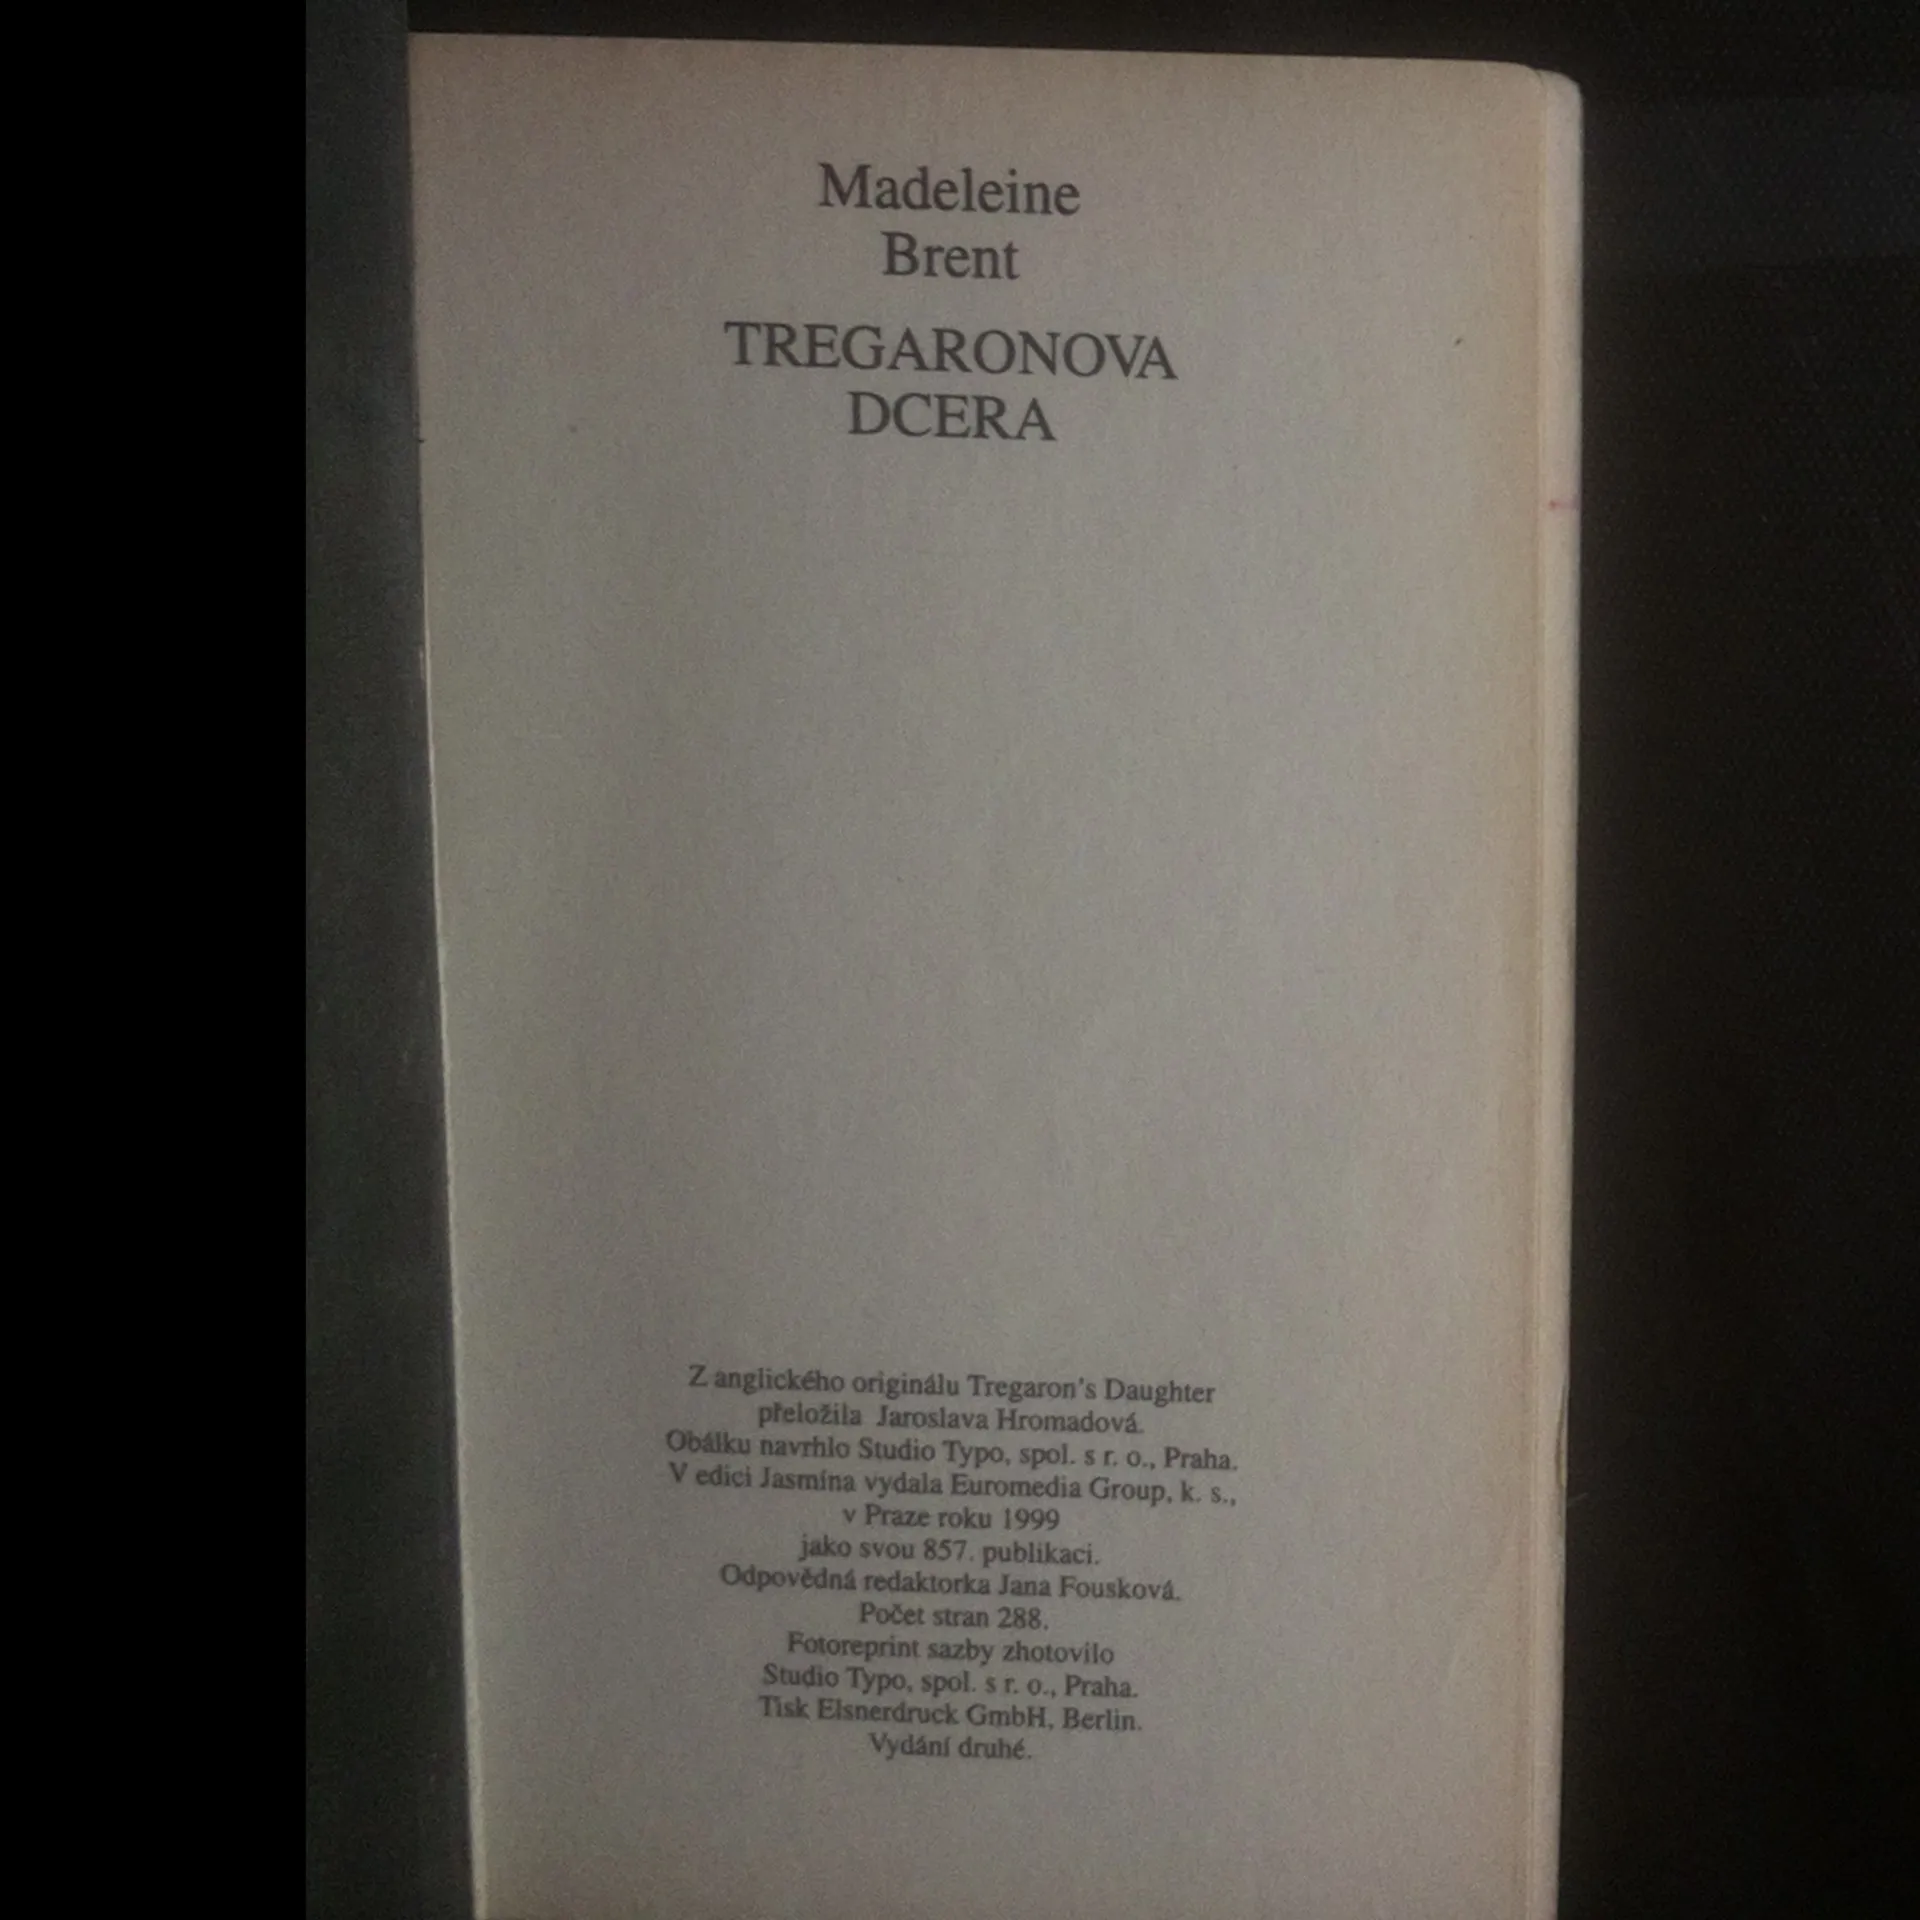 Madeleine
Brent
TREGARONOVA
DCERA
Z anglického originálu Tregaron's Daughter
přeložila Jaroslava Hromadová.
Obálku navrhlo Studio Typo, spol. s r. o., Praha.
V edici Jasmína vydala Euromedia Group, k. s.,
v Praze roku 1999
jako svou 857. publikaci.
Odpovědná redaktorka Jana Fousková.
Počet stran 288.
Fotoreprint sazby zhotovilo
Studio Typo, spol. s r. o., Praha.
Tisk Elsnerdruck GmbH, Berlin.
Vydání druhé.